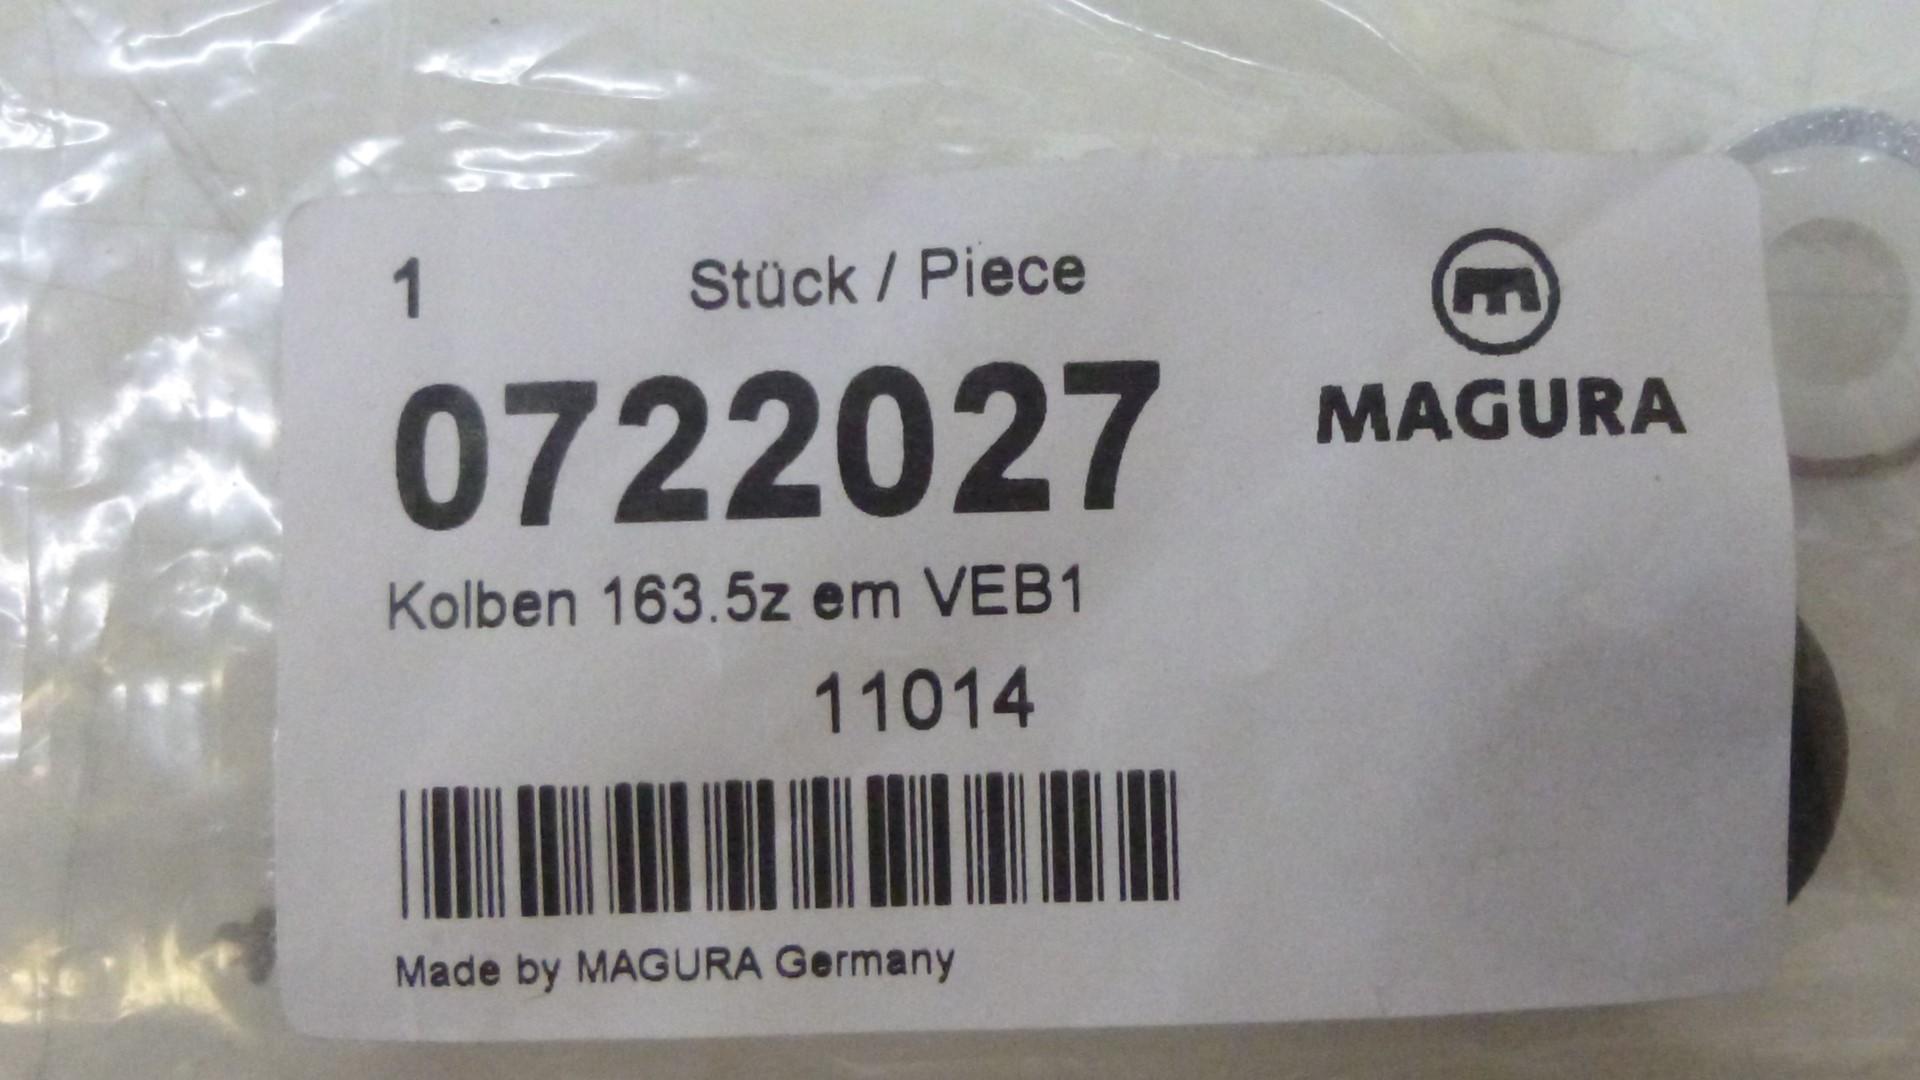 1 Stück / Piece
MAGURA
0722027
Kolben 163.5z em VEB1
11014
Made by MAGURA Germany